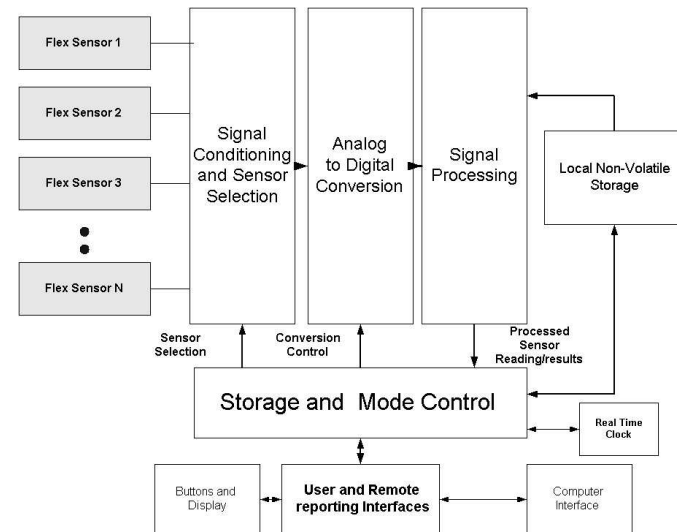 Flex Sensor 1
Flex Sensor 2
Flex Sensor 3
Flex Sensor N
Signal
Conditioning
and Sensor
Selection
Analog
to Digital
Conversion
Signal
Processing
Local Non-Volatile
Storage
Sensor
Selection
Conversion
Control
Processed
Sensor
Reading/results
Storage and Mode Control
Real Time
Clock
Buttons and
Display
User and Remote
reporting Interfaces
Computer
Interface